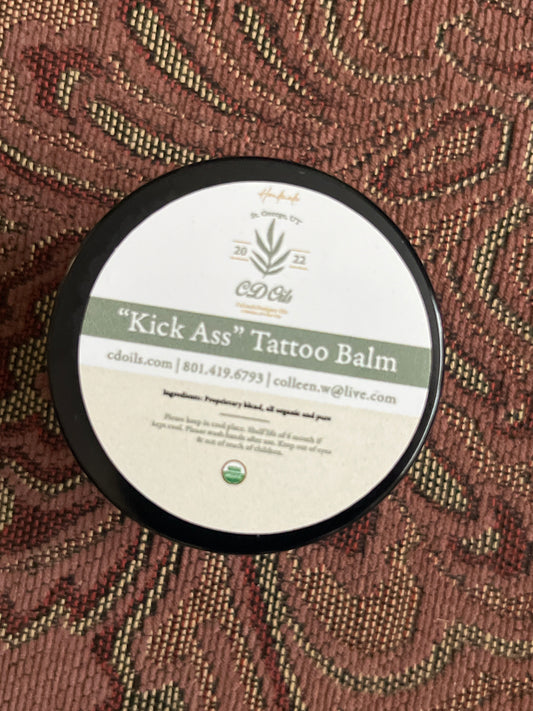 Handmade
St. George, UT.
20 22
CD Oils
"Kick Ass" Tattoo Balm
cdoils.com | 801.419.6793 | colleen.w@live.com
Ingredients: Proprietary blend, all organic and pure
Please keep in cool place. Shelf life of 6 month if
kept cool. Please wash hands after use. Keep out of eyes
& out of reach of children.